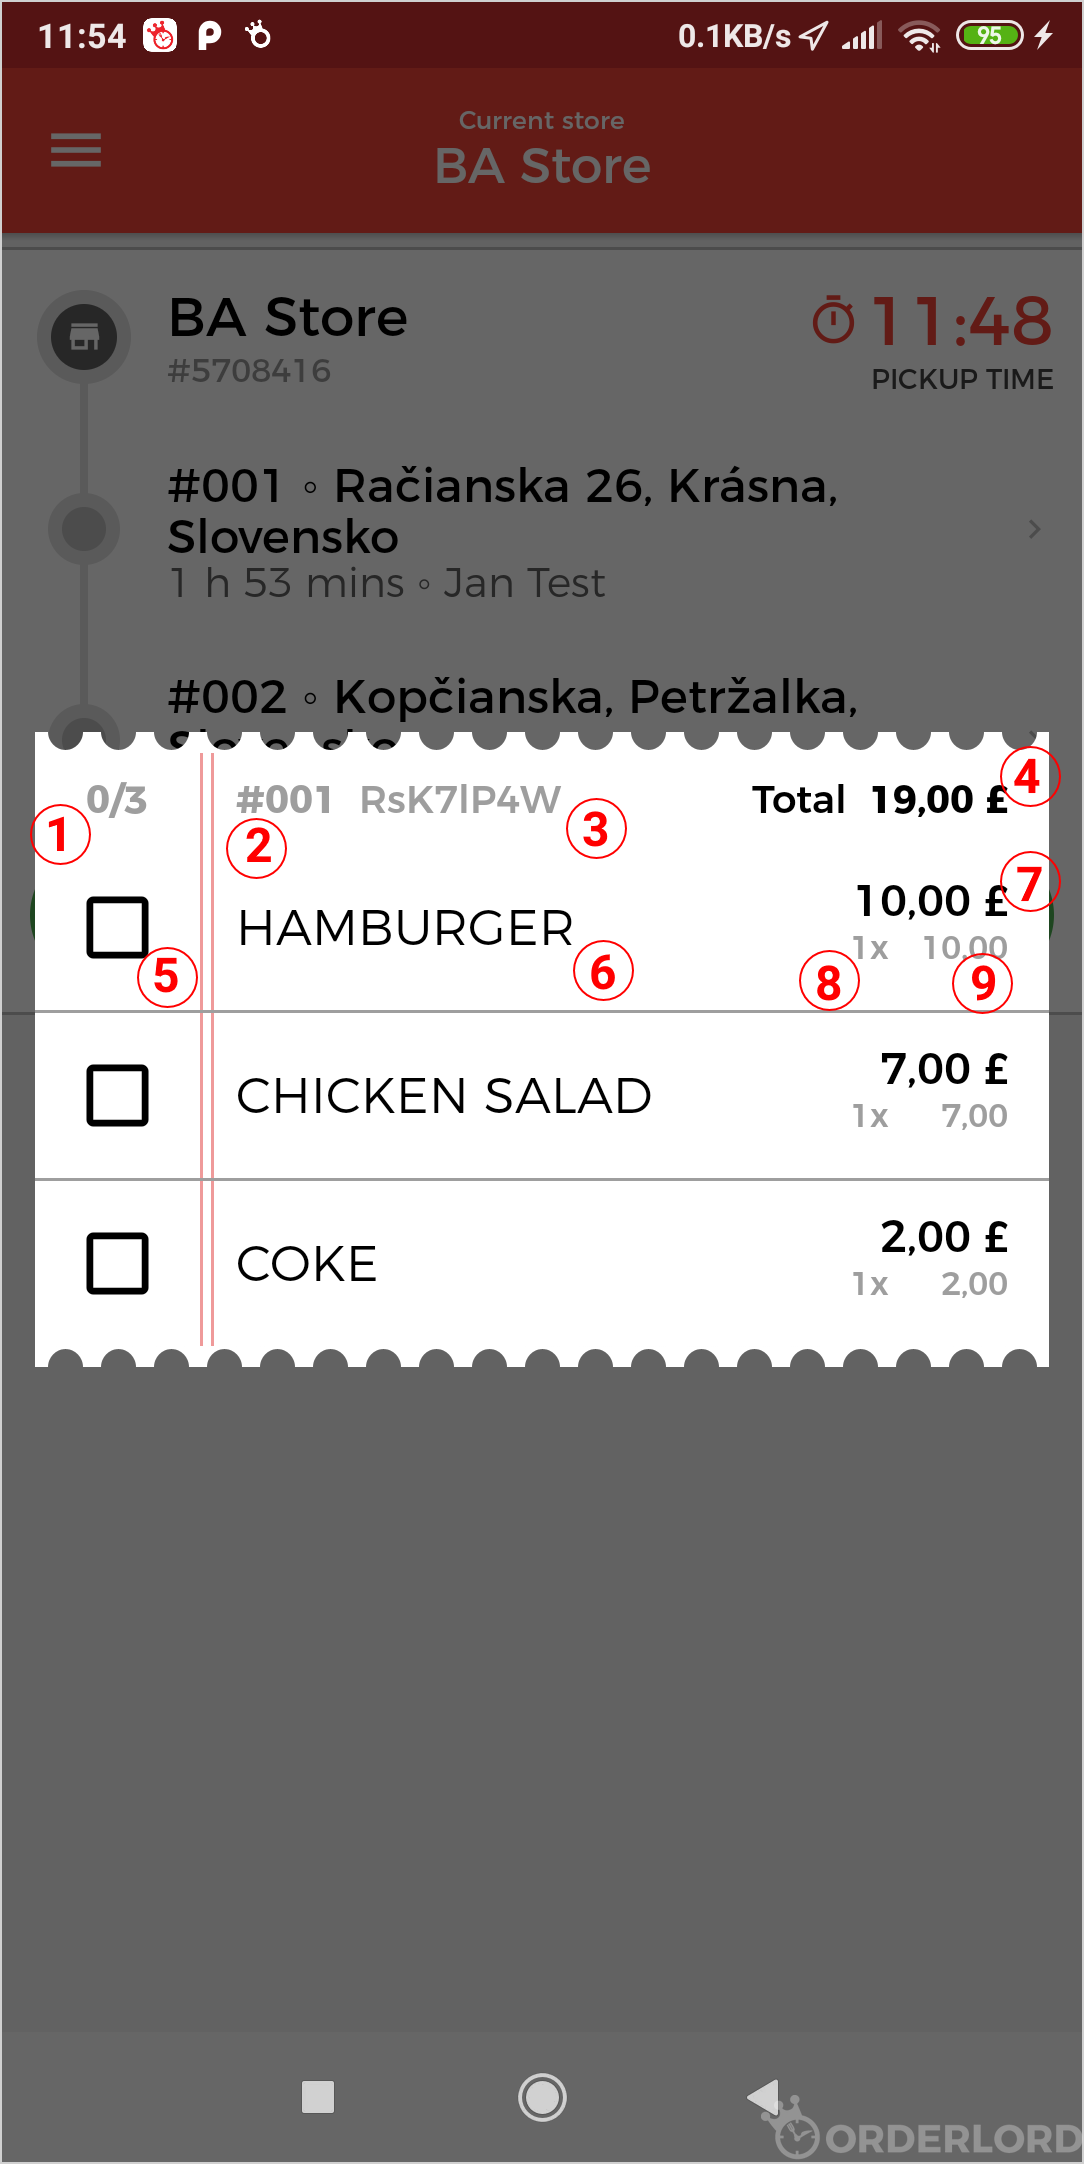 11:54 0.1KB/s 95
Current store
BA Store
BA Store
#5708416
11:48
PICKUP TIME
#001 ◦ Račianska 26, Krásna,
Slovensko
1 h 53 mins ◦ Jan Test
#002 ◦ Kopčianska, Petržalka,
Slovensko
0/3 #001 RsK7lP4W Total 19,00 £
1 2 3 4
HAMBURGER 10,00 £
1x 10,00
5 6 7 8 9
CHICKEN SALAD 7,00 £
1x 7,00
COKE 2,00 £
1x 2,00
ORDERLORD